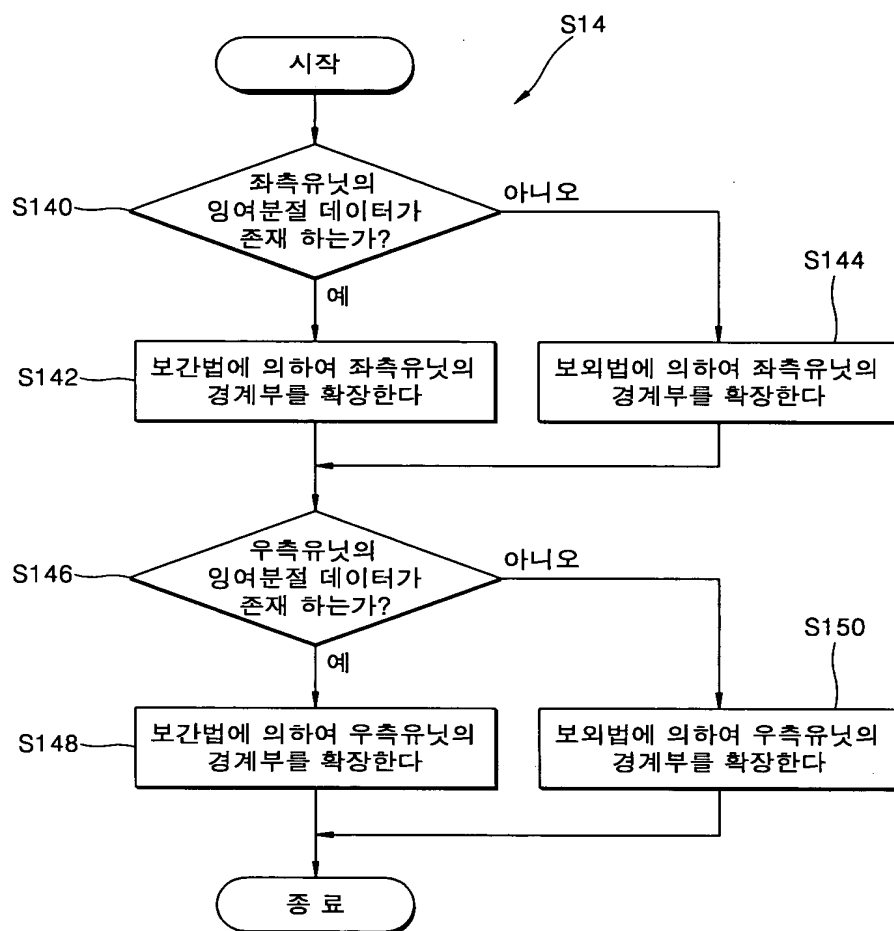 S14
시작
좌측유닛의
잉여분절 데이터가
존재 하는가?
S140
아니오
예
S144
보간법에 의하여 좌측유닛의
경계부를 확장한다
S142
보외법에 의하여 좌측유닛의
경계부를 확장한다
우측유닛의
잉여분절 데이터가
존재 하는가?
S146
아니오
예
S150
보간법에 의하여 우측유닛의
경계부를 확장한다
S148
보외법에 의하여 우측유닛의
경계부를 확장한다
종 료